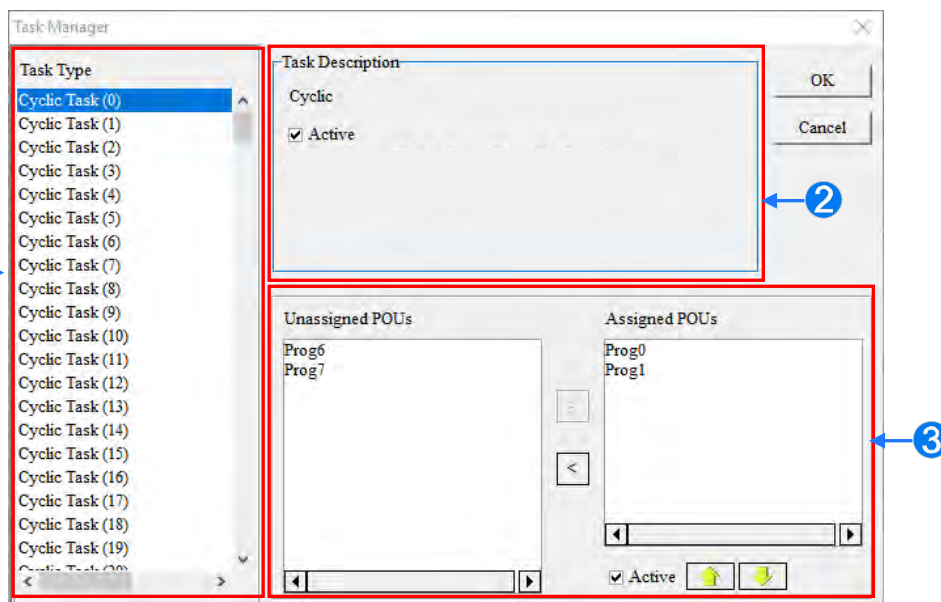 Task Manager
Task Type
Cyclic Task (0)
Cyclic Task (1)
Cyclic Task (2)
Cyclic Task (3)
Cyclic Task (4)
Cyclic Task (5)
Cyclic Task (6)
Cyclic Task (7)
Cyclic Task (8)
Cyclic Task (9)
Cyclic Task (10)
Cyclic Task (11)
Cyclic Task (12)
Cyclic Task (13)
Cyclic Task (14)
Cyclic Task (15)
Cyclic Task (16)
Cyclic Task (17)
Cyclic Task (18)
Cyclic Task (19)
Cyclic Task (20)
Task Description
Cyclic
Active
OK
Cancel
2
Unassigned POUs
Prog6
Prog7
<
Assigned POUs
Prog0
Prog1
Active
3